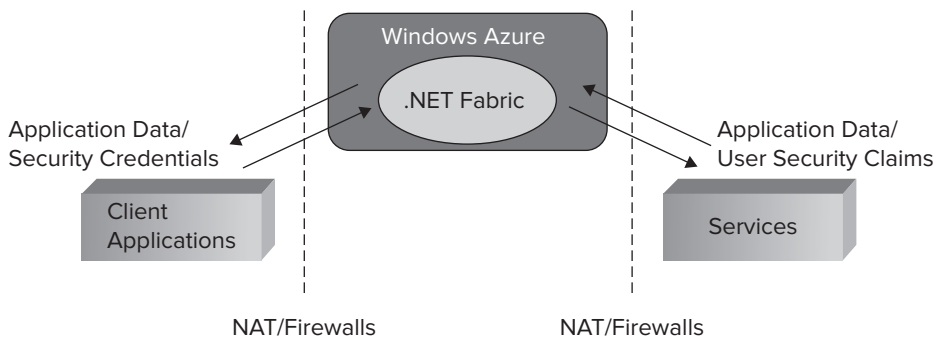 Windows Azure
.NET Fabric
Application Data/
Security Credentials
Application Data/
User Security Claims
Client
Applications
Services
NAT/Firewalls
NAT/Firewalls